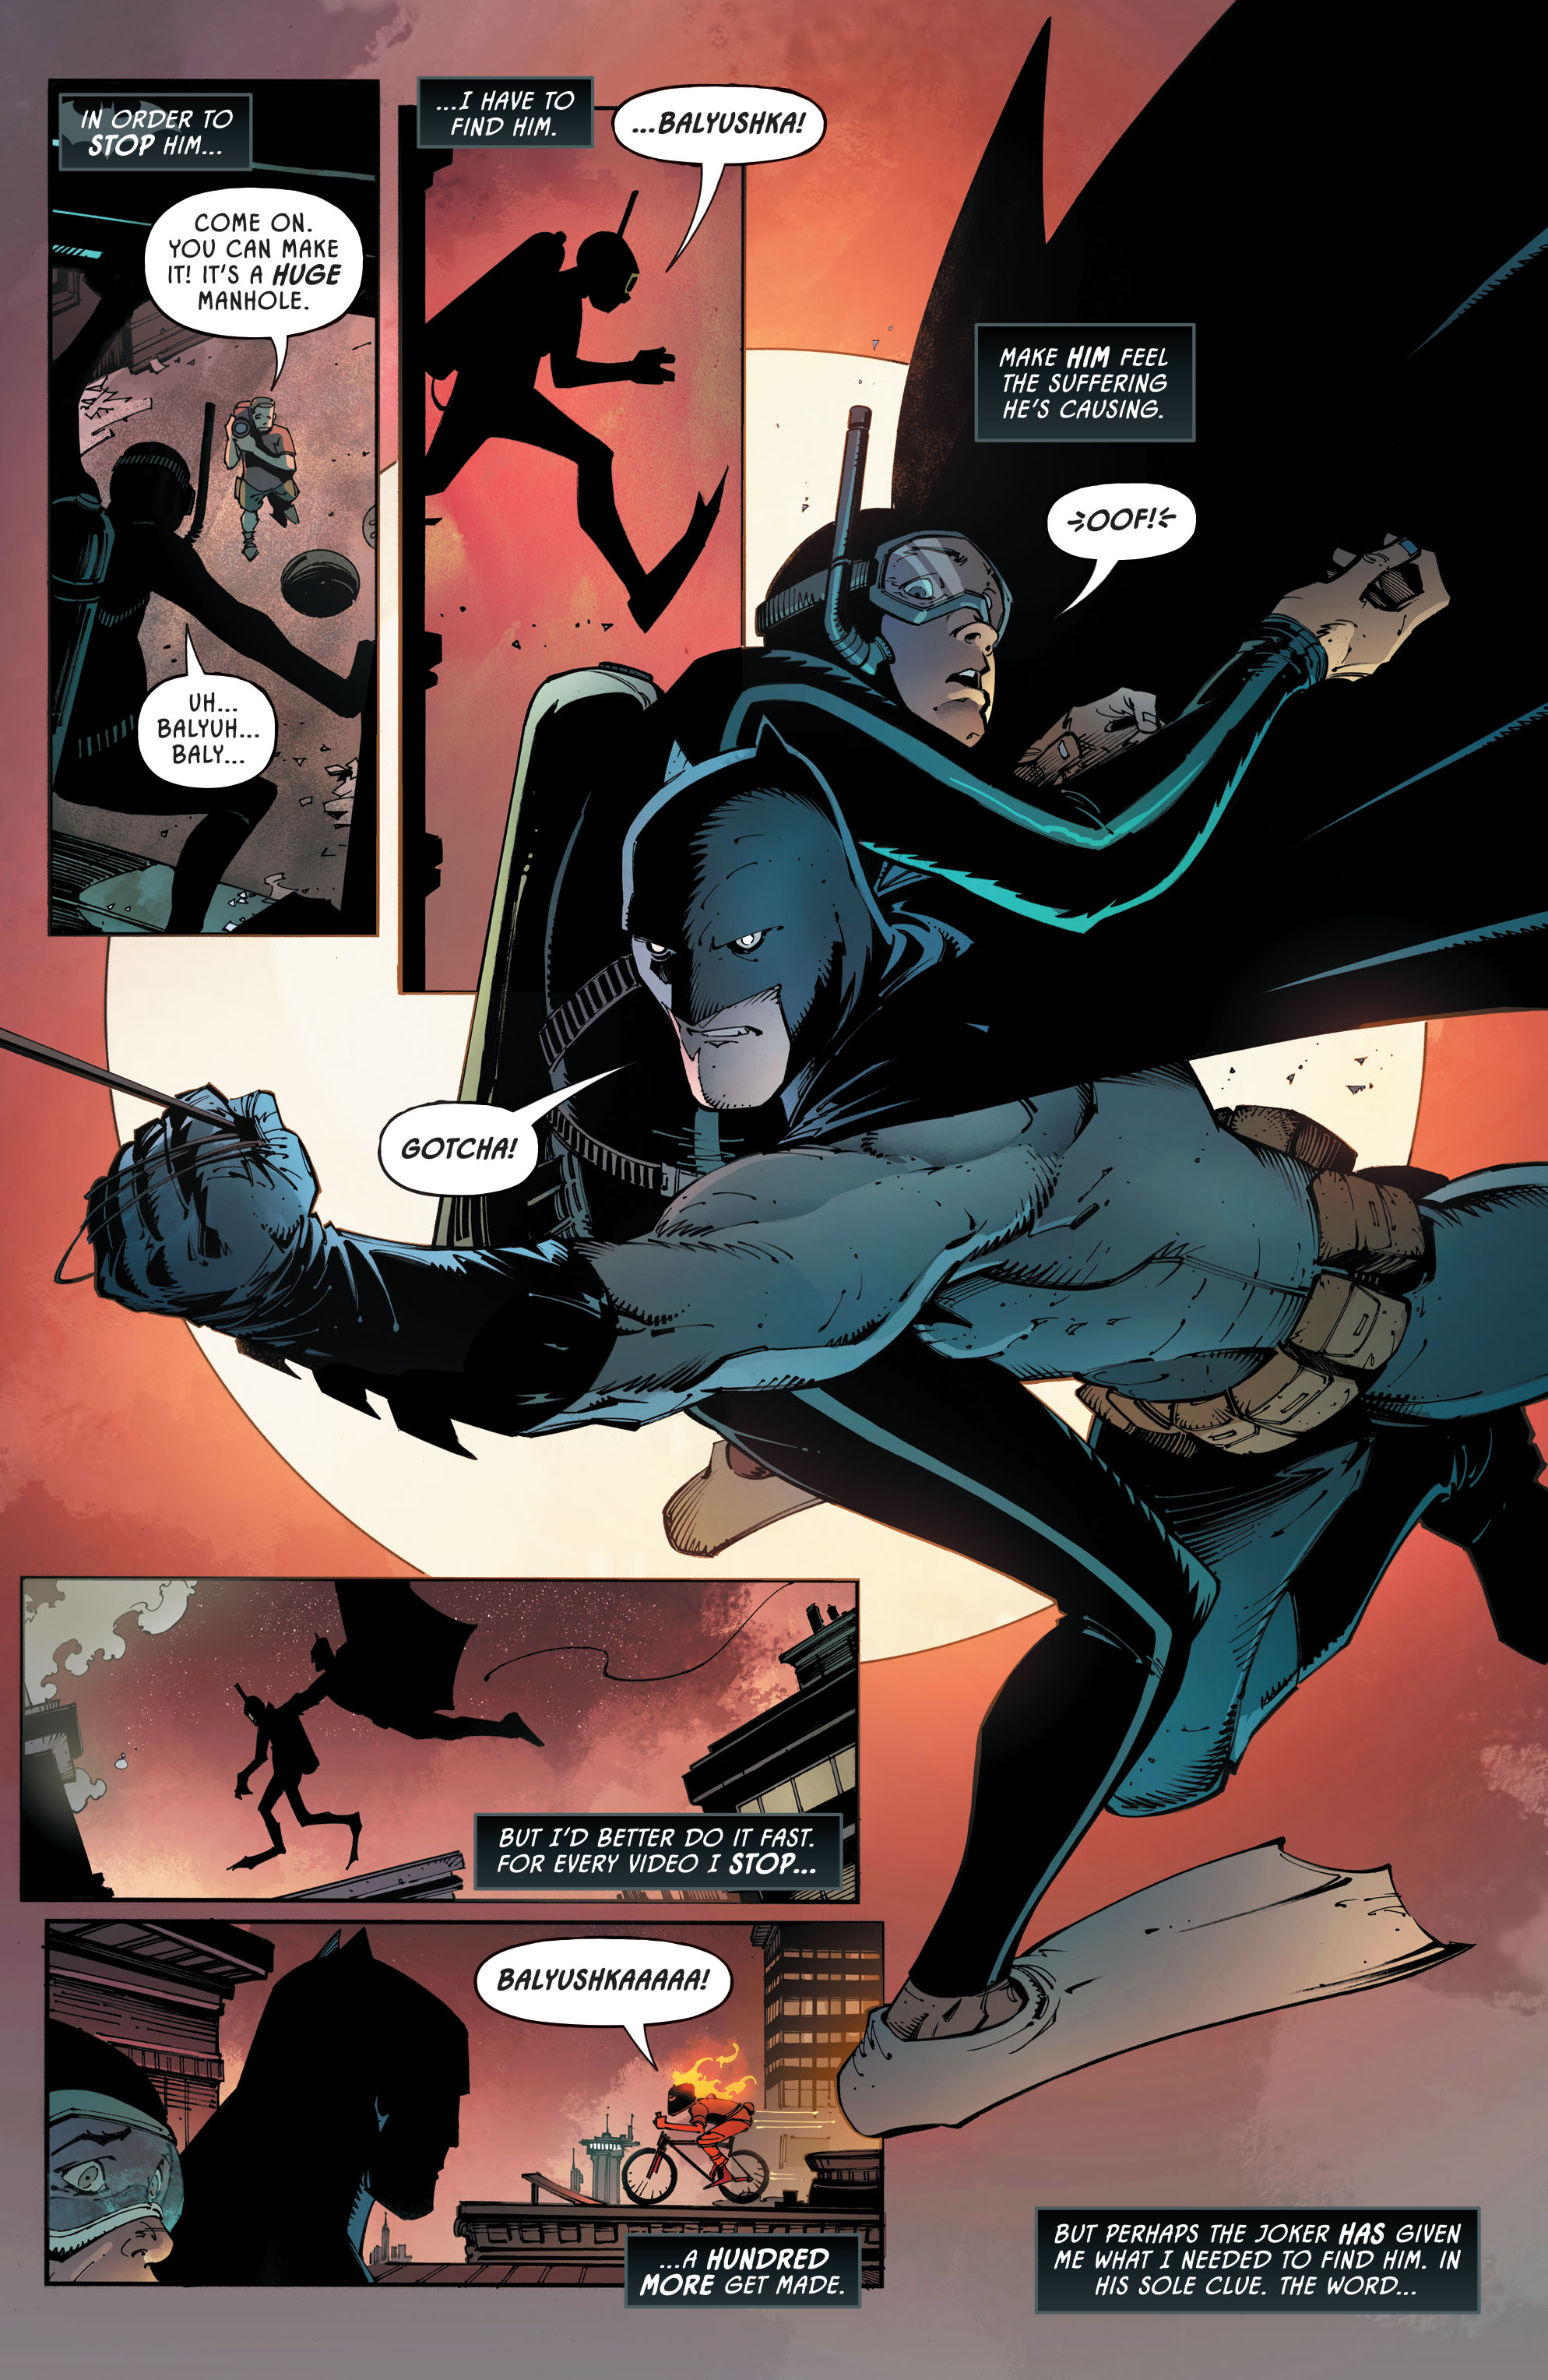 IN ORDER TO
STOP HIM...
COME ON.
YOU CAN MAKE
IT! IT'S A HUGE
MANHOLE.
UH...
BALYUH...
BALY...
...I HAVE TO
FIND HIM.
...BALYUSHKA!
MAKE HIM FEEL
THE SUFFERING
HE'S CAUSING.
OOF!
GOTCHA!
BUT I'D BETTER DO IT FAST.
FOR EVERY VIDEO I STOP...
BALYUSHKAAAAA!
...A HUNDRED
MORE GET MADE.
BUT PERHAPS THE JOKER HAS GIVEN
ME WHAT I NEEDED TO FIND HIM. IN
HIS SOLE CLUE. THE WORD...